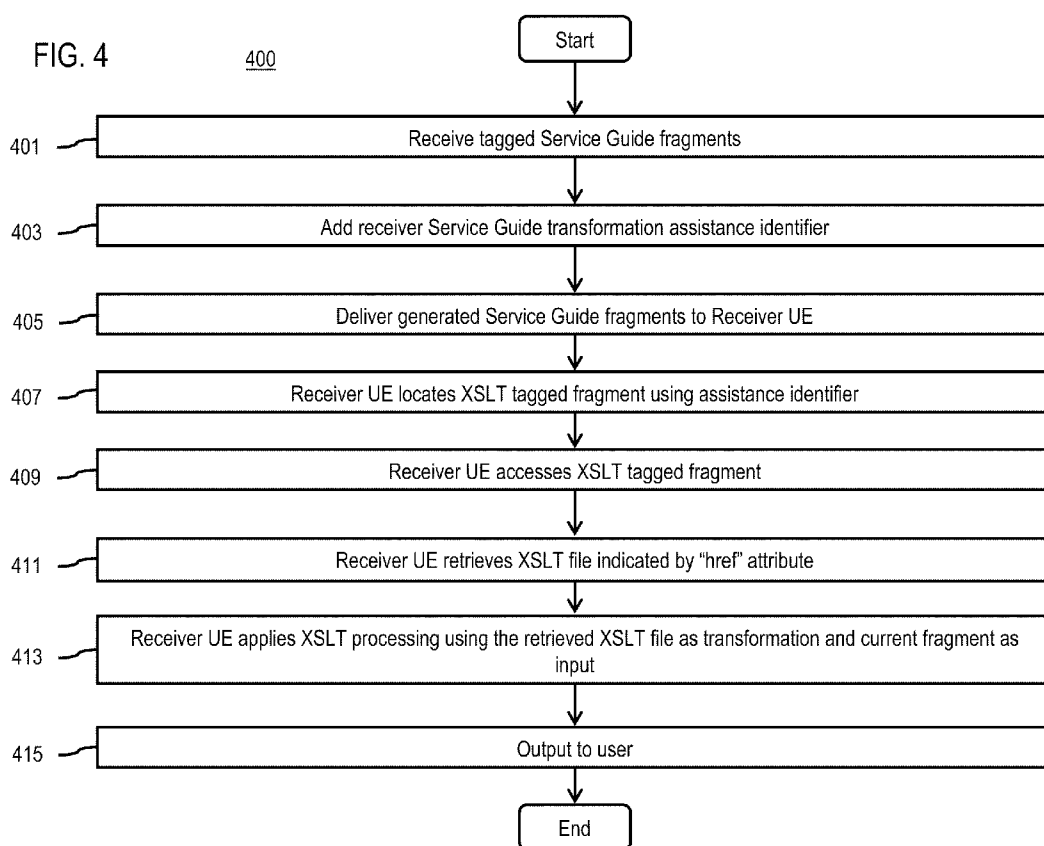 FIG. 4
400
Start
401
Receive tagged Service Guide fragments
403
Add receiver Service Guide transformation assistance identifier
405
Deliver generated Service Guide fragments to Receiver UE
407
Receiver UE locates XSLT tagged fragment using assistance identifier
409
Receiver UE accesses XSLT tagged fragment
411
Receiver UE retrieves XSLT file indicated by “href” attribute
413
Receiver UE applies XSLT processing using the retrieved XSLT file as transformation and current fragment as
input
415
Output to user
End